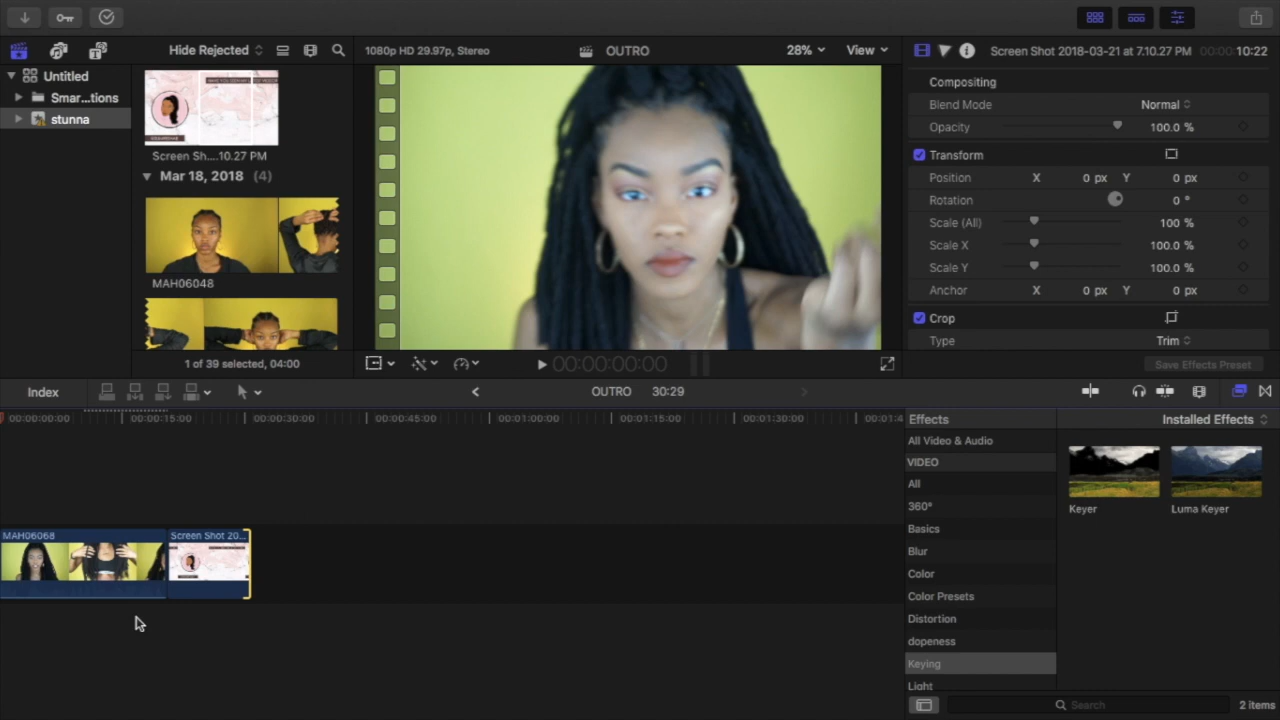 Hide Rejected
1080p HD 29.97p, Stereo
OUTRO
28%
View
Screen Shot 2018-03-21 at 7.10.27 PM
00:00:10:22
Untitled
Smar...tions
stunna
Screen Sh....10.27 PM
Mar 18, 2018 (4)
MAH06048
1 of 39 selected, 04:00
00:00:00:00
Compositing
Blend Mode Normal
Opacity 100.0 %
Transform
Position X 0 px Y 0 px
Rotation 0 °
Scale (All) 100 %
Scale X 100.0 %
Scale Y 100.0 %
Anchor X 0 px Y 0 px
Crop
Type Trim
Save Effects Preset
Index
OUTRO 30:29
00:00:00:00 00:00:15:00 00:00:30:00 00:00:45:00 00:01:00:00 00:01:15:00 00:01:30:00 00:01:4
MAH06068
Screen Shot 20...
Effects
Installed Effects
All Video & Audio
VIDEO
All
360°
Basics
Blur
Color
Color Presets
Distortion
dopeness
Keying
Light
Keyer
Luma Keyer
Search
2 items